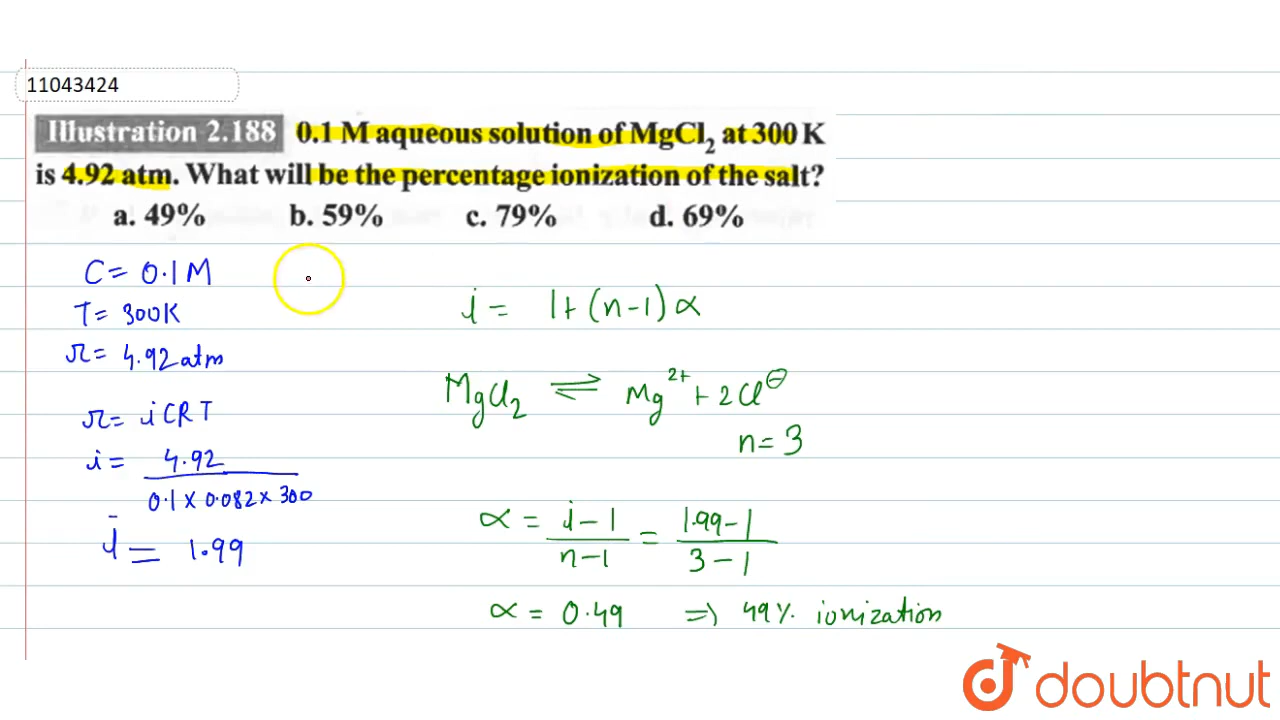 11043424
Illustration 2.188 0.1 M aqueous solution of MgCl₂ at 300 K
is 4.92 atm. What will be the percentage ionization of the salt?
a. 49% b. 59% c. 79% d. 69%
C = 0.1 M
T = 300K
π = 4.92 atm
π = iCRT
i = 4.92
0.1 × 0.082 × 300
i = 1.99
i = 1 + (n-1) α
MgCl₂ ⇌ Mg²⁺ + 2Cl⊖
n = 3
α = i-1 / n-1 = 1.99-1 / 3-1
α = 0.49 ⇒ 49% ionization
doubtnut